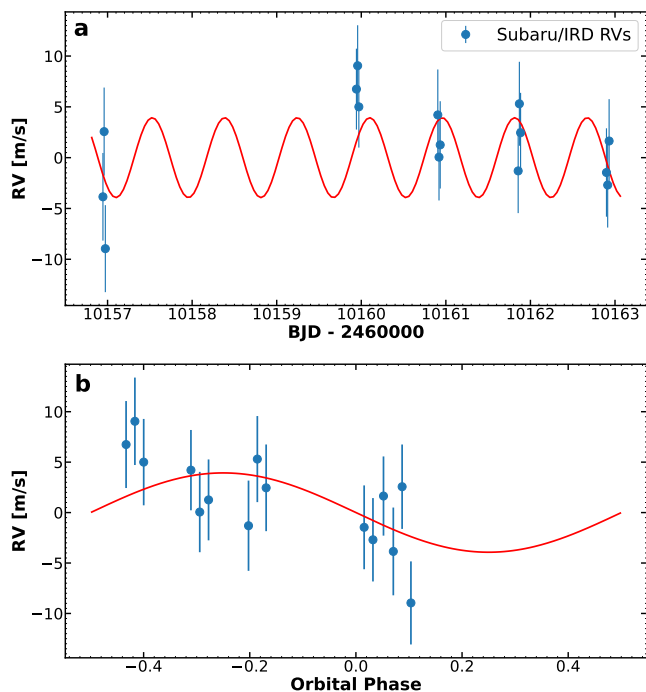 a
Subaru/IRD RVs
10
5
0
−5
−10
RV [m/s]
10157 10158 10159 10160 10161 10162 10163
BJD - 2460000
b
10
5
0
−5
−10
RV [m/s]
−0.4 −0.2 0.0 0.2 0.4
Orbital Phase